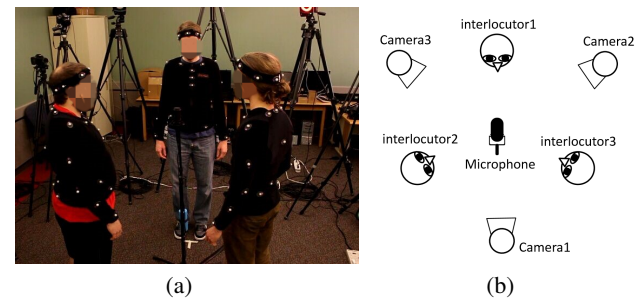 interlocutor1
Camera3
Camera2
interlocutor2
interlocutor3
Microphone
Camera1
(a)
(b)